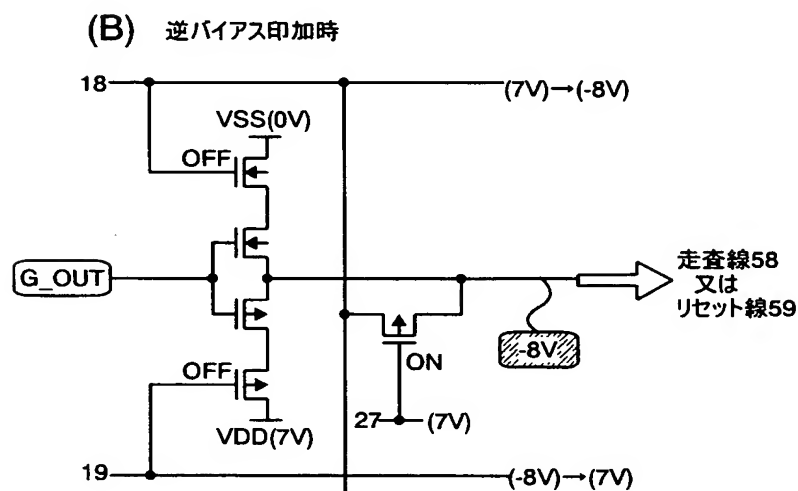 (B) 逆バイアス印加時
18
(7V)→(-8V)
VSS(0V)
OFF
G_OUT
走査線58
又は
リセット線59
-8V
ON
OFF
27
(7V)
VDD(7V)
19
(-8V)→(7V)